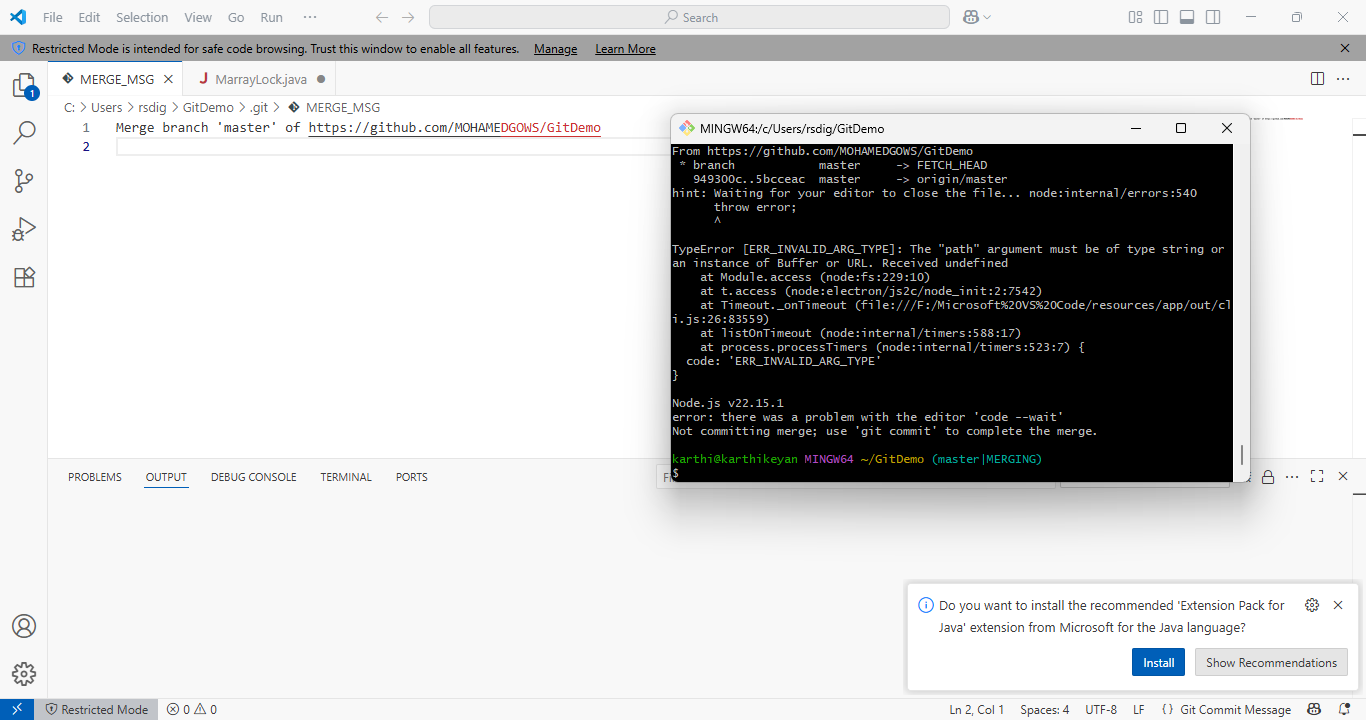 File Edit Selection View Go Run ···
Search
Restricted Mode is intended for safe code browsing. Trust this window to enable all features. Manage Learn More
MERGE_MSG
J MarrayLock.java
C: > Users > rsdig > GitDemo > .git > MERGE_MSG
1 Merge branch 'master' of https://github.com/MOHAMEDGOWS/GitDemo
2
1
MINGW64:/c/Users/rsdig/GitDemo
From https://github.com/MOHAMEDGOWS/GitDemo
* branch master -> FETCH_HEAD
949300c..5bcceac master -> origin/master
hint: Waiting for your editor to close the file... node:internal/errors:540
throw error;
^
TypeError [ERR_INVALID_ARG_TYPE]: The "path" argument must be of type string or
an instance of Buffer or URL. Received undefined
at Module.access (node:fs:229:10)
at t.access (node:electron/js2c/node_init:2:7542)
at Timeout._onTimeout (file:///F:/Microsoft%20VS%20Code/resources/app/out/cl
i.js:26:83559)
at listOnTimeout (node:internal/timers:588:17)
at process.processTimers (node:internal/timers:523:7) {
code: 'ERR_INVALID_ARG_TYPE'
}
Node.js v22.15.1
error: there was a problem with the editor 'code --wait'
Not committing merge; use 'git commit' to complete the merge.
karthi@karthikeyan MINGW64 ~/GitDemo (master|MERGING)
$
PROBLEMS OUTPUT DEBUG CONSOLE TERMINAL PORTS
Do you want to install the recommended 'Extension Pack for
Java' extension from Microsoft for the Java language?
Install Show Recommendations
Restricted Mode 0 0 Ln 2, Col 1 Spaces: 4 UTF-8 LF {} Git Commit Message